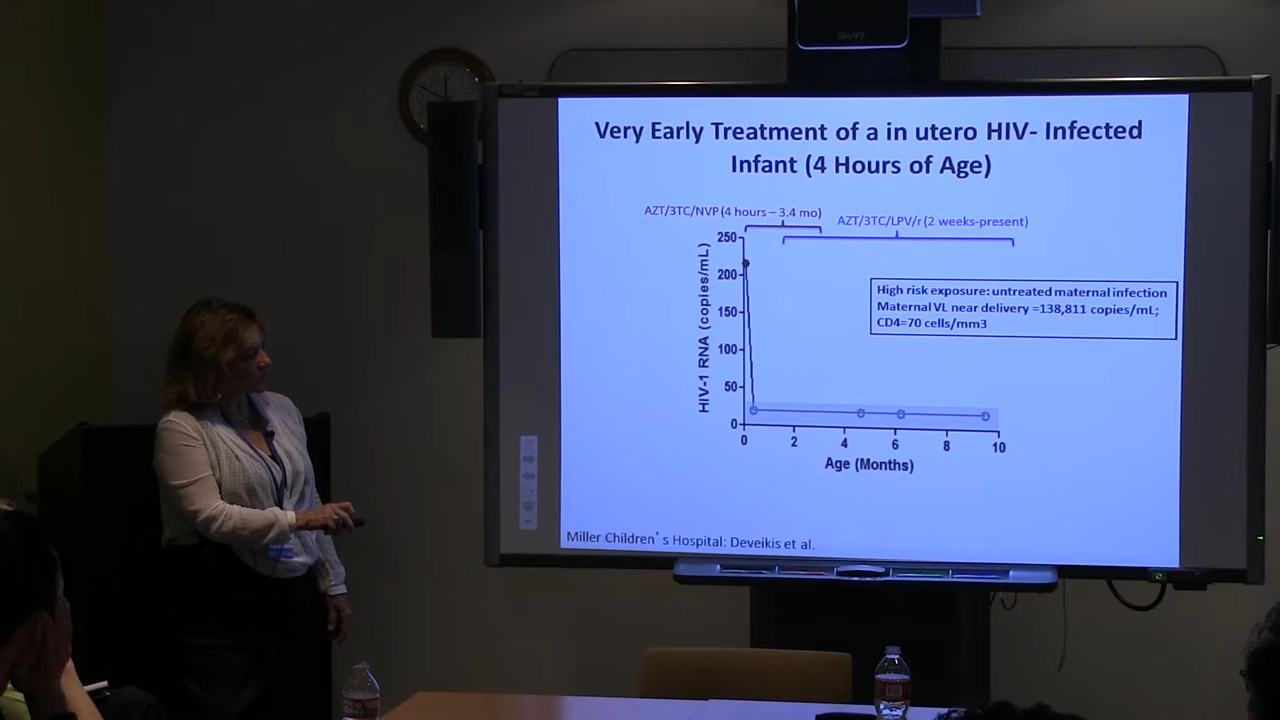 SMART
Very Early Treatment of a in utero HIV- Infected
Infant (4 Hours of Age)
AZT/3TC/NVP (4 hours – 3.4 mo)
AZT/3TC/LPV/r (2 weeks-present)
250
200
150
100
50
0
HIV-1 RNA (copies/mL)
High risk exposure: untreated maternal infection
Maternal VL near delivery =138,811 copies/mL;
CD4=70 cells/mm3
0 2 4 6 8 10
Age (Months)
Miller Children's Hospital: Deveikis et al.